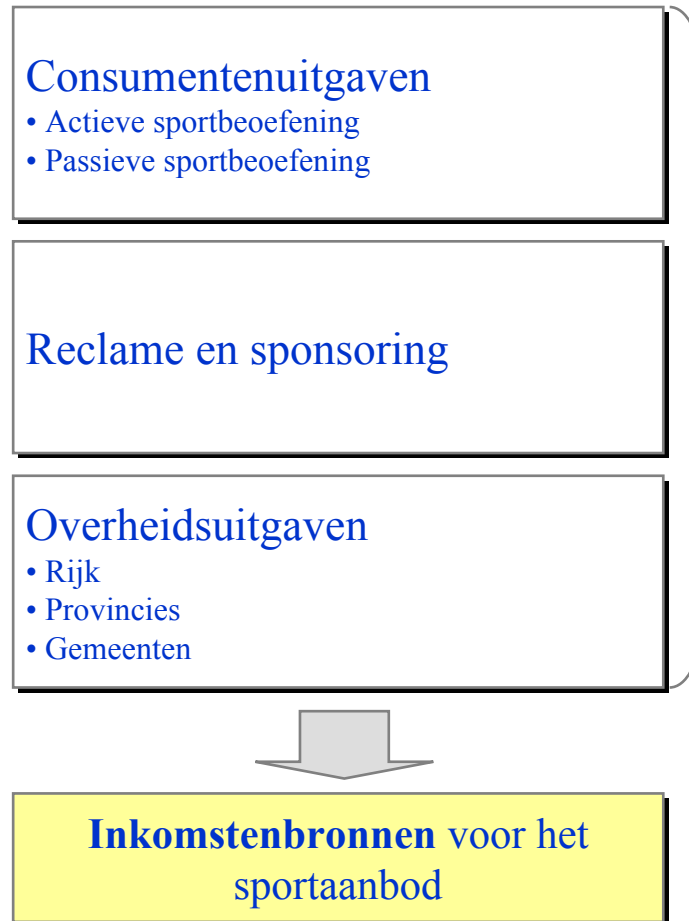 Consumentenuitgaven
• Actieve sportbeoefening
• Passieve sportbeoefening
Reclame en sponsoring
Overheidsuitgaven
• Rijk
• Provincies
• Gemeenten
Inkomstenbronnen voor het
sportaanbod